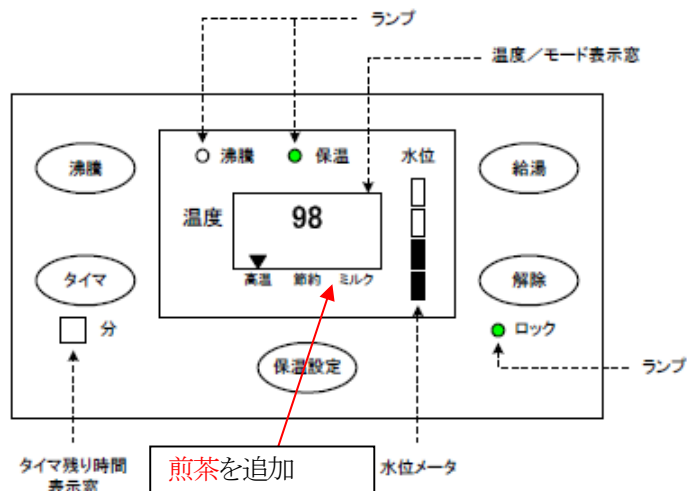 ランプ
温度／モード表示窓
沸騰
沸騰
保温
水位
給湯
温度
98
タイマ
高温
節約
ミルク
解除
分
ロック
保温設定
ランプ
タイマ残り時間
表示窓
煎茶を追加
水位メータ